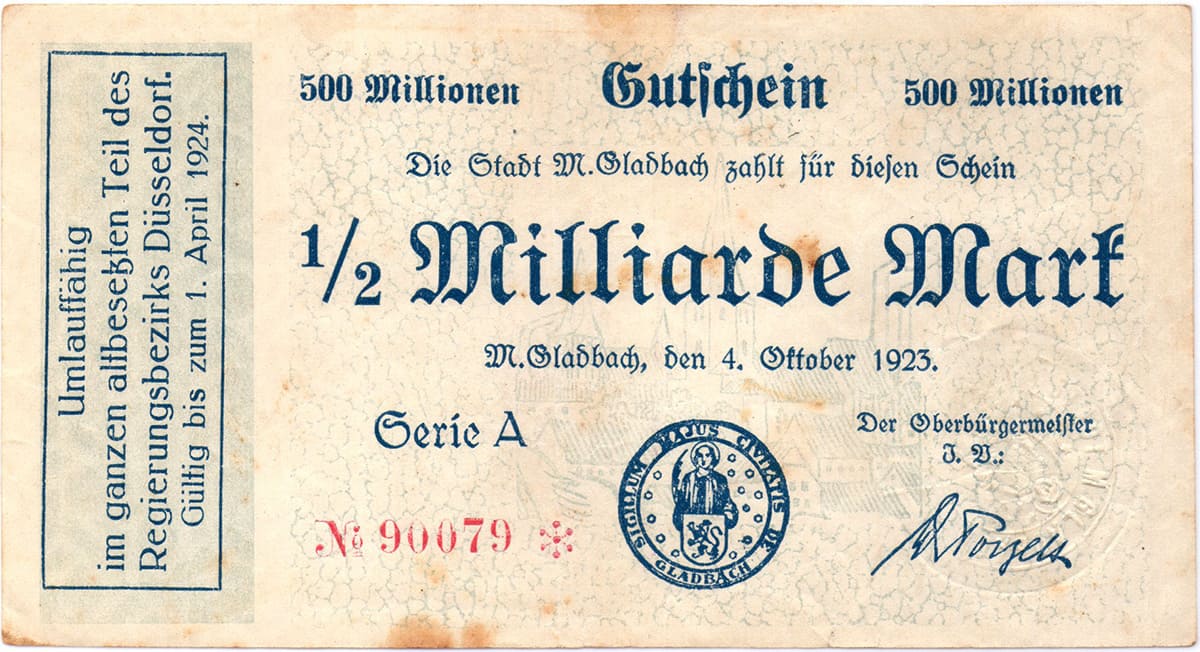 Umlauffähig
im ganzen altbesetzten Teil des
Regierungsbezirks Düsseldorf.
Gültig bis zum 1. April 1924.
500 Millionen Gutschein 500 Millionen
Die Stadt M.Gladbach zahlt für diesen Schein
1/2 Milliarde Mark
M.Gladbach, den 4. Oktober 1923.
Serie A
Der Oberbürgermeister
J. V.:
SIGILLUM MAJUS CIVITATIS DE
GLADBACH
№ 90079